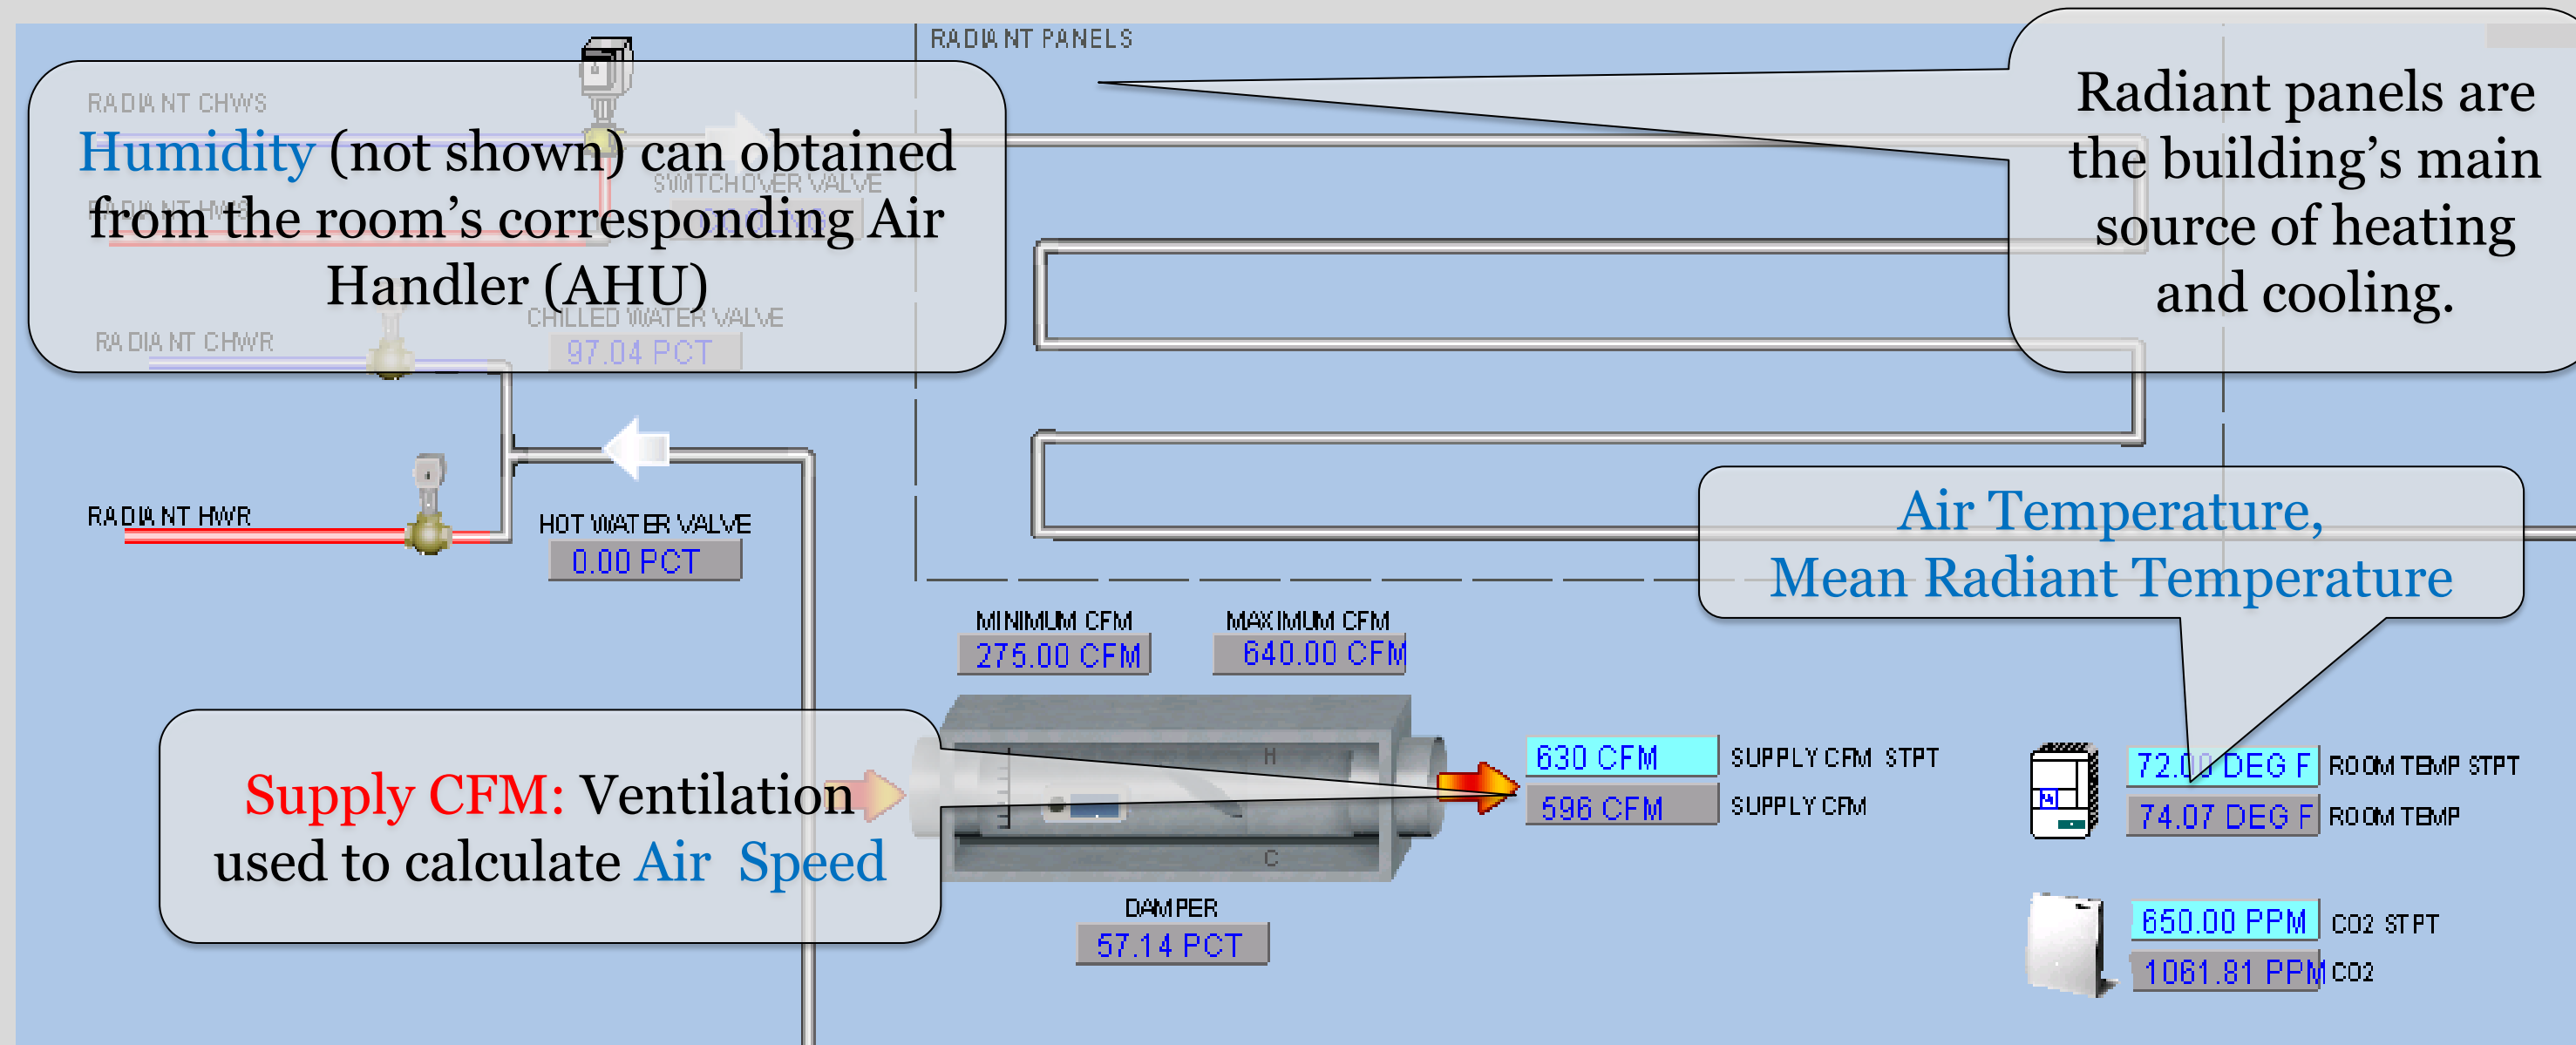 RADIANT PANELS
RADIANT CHWS
Humidity (not shown) can obtained
from the room's corresponding Air
Handler (AHU)
SWITCHOVER VALVE
COOLING
RADIANT HWS
Radiant panels are
the building's main
source of heating
and cooling.
CHILLED WATER VALVE
97.04 PCT
RADIANT CHWR
RADIANT HWR
HOT WATER VALVE
0.00 PCT
Air Temperature,
Mean Radiant Temperature
MINIMUM CFM
275.00 CFM
MAXIMUM CFM
640.00 CFM
Supply CFM: Ventilation
used to calculate Air Speed
H
C
630 CFM SUPPLY CFM STPT
596 CFM SUPPLY CFM
72.00 DEG F ROOM TEMP STPT
74.07 DEG F ROOM TEMP
DAMPER
57.14 PCT
650.00 PPM CO2 STPT
1061.81 PPM CO2